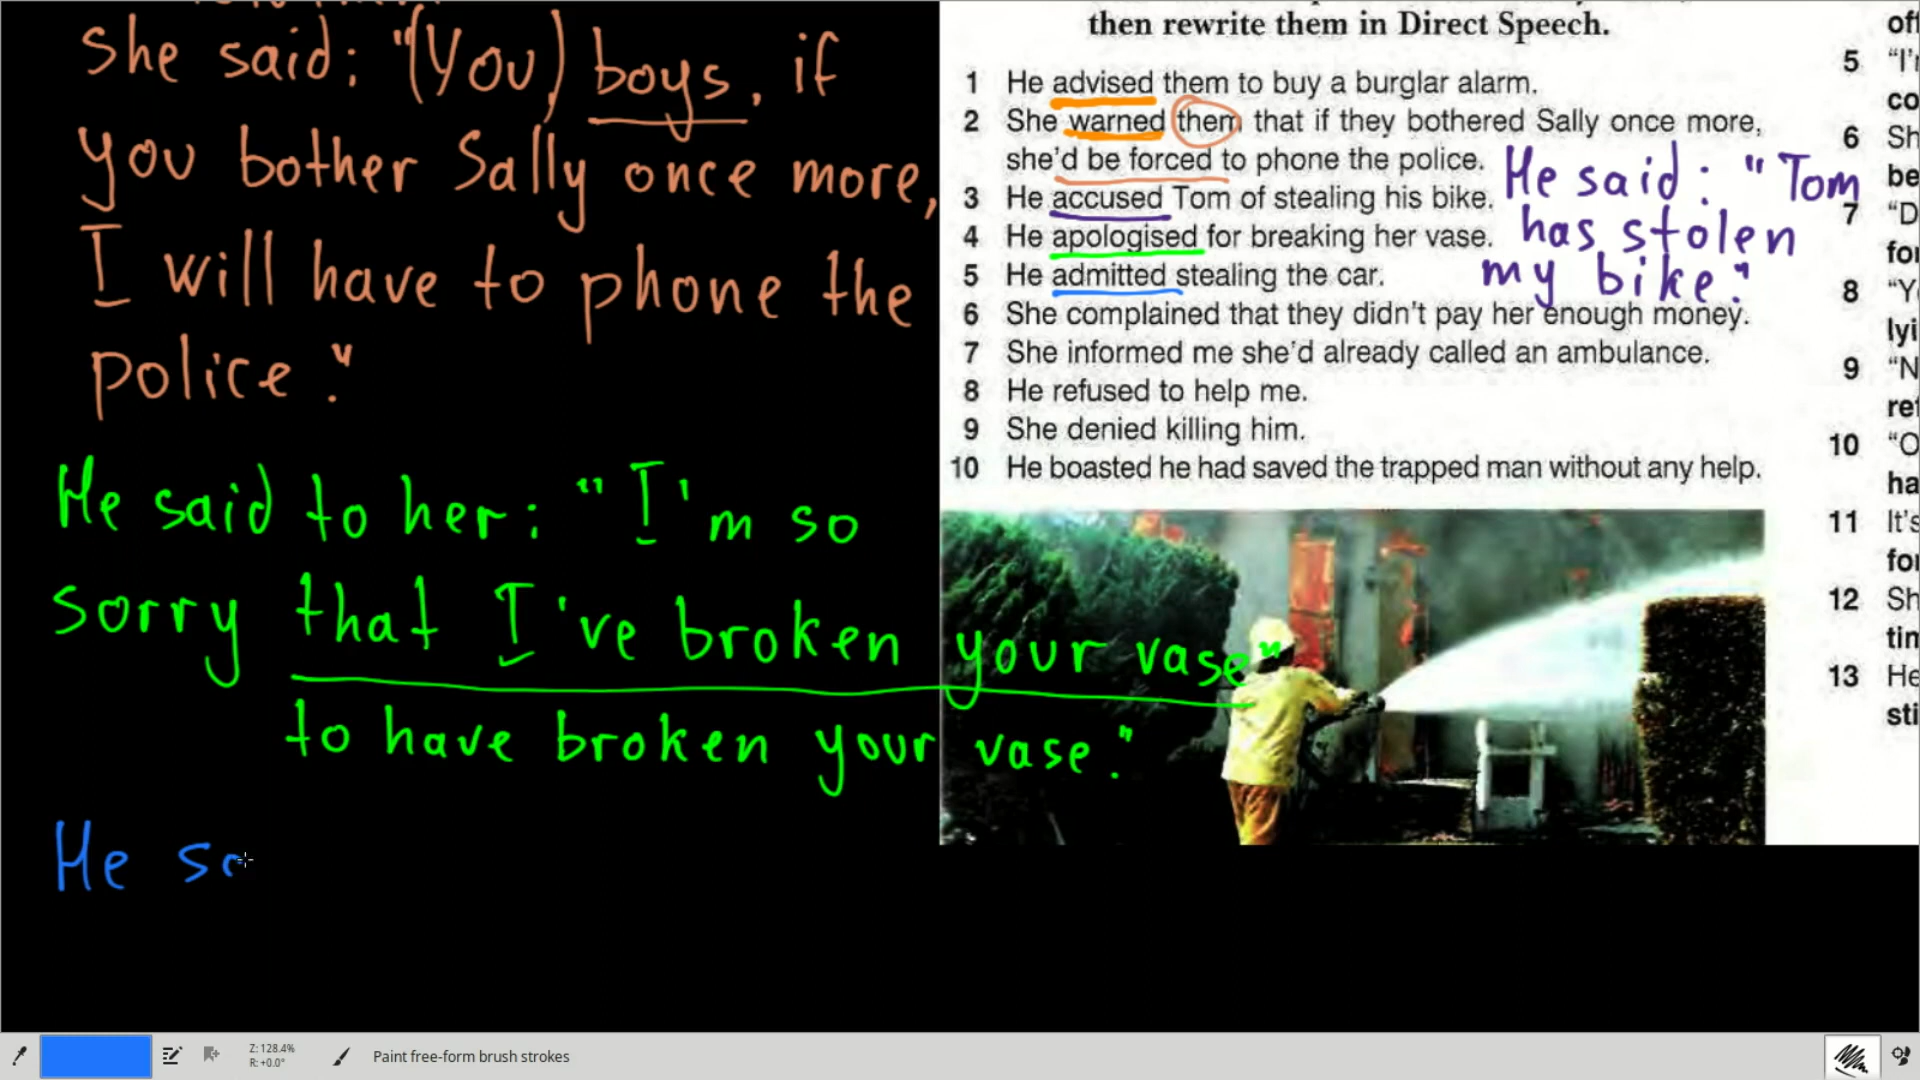 She said: "(You) boys, if
you bother Sally once more,
I will have to phone the
police."
He said to her: "I'm so
sorry that I've broken your vase"
to have broken your vase."
He
then rewrite them in Direct Speech.
1 He advised them to buy a burglar alarm.
2 She warned them that if they bothered Sally once more,
she'd be forced to phone the police.
3 He accused Tom of stealing his bike.
4 He apologised for breaking her vase.
5 He admitted stealing the car.
6 She complained that they didn't pay her enough money.
7 She informed me she'd already called an ambulance.
8 He refused to help me.
9 She denied killing him.
10 He boasted he had saved the trapped man without any help.
He said: "Tom
has stolen
my bike."
5
6
7
8
9
10
11 It's
12
13
Z: 128.4%
R: +0.0°
Paint free-form brush strokes